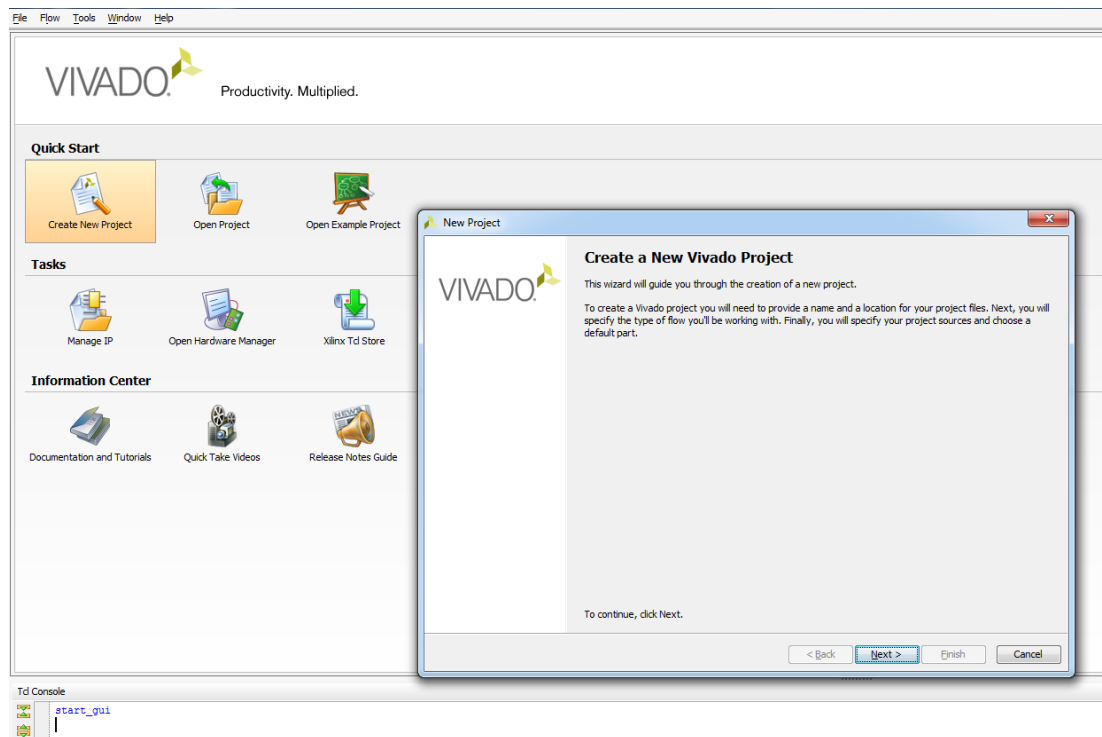 File Flow Tools Window Help
VIVADO. Productivity. Multiplied.
Quick Start
Create New Project Open Project Open Example Project
Tasks
Manage IP Open Hardware Manager Xilinx Tcl Store
Information Center
NEWS
Documentation and Tutorials Quick Take Videos Release Notes Guide
New Project
VIVADO.
Create a New Vivado Project
This wizard will guide you through the creation of a new project.
To create a Vivado project you will need to provide a name and a location for your project files. Next, you will
specify the type of flow you'll be working with. Finally, you will specify your project sources and choose a
default part.
To continue, click Next.
< Back Next > Finish Cancel
Tcl Console
start_gui